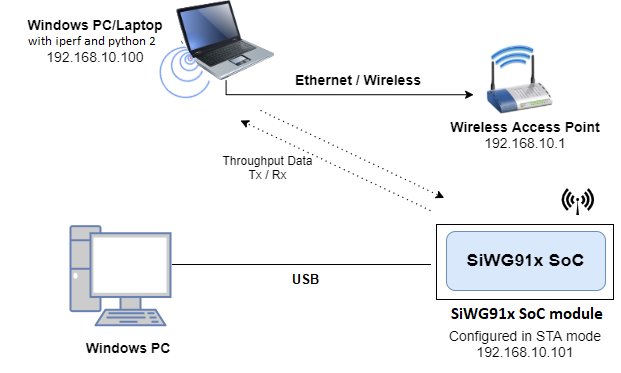 Windows PC/Laptop
with iperf and python 2
192.168.10.100
Ethernet / Wireless
Wireless Access Point
192.168.10.1
Throughput Data
Tx / Rx
SiWG91x SoC
USB
SiWG91x SoC module
Configured in STA mode
192.168.10.101
Windows PC